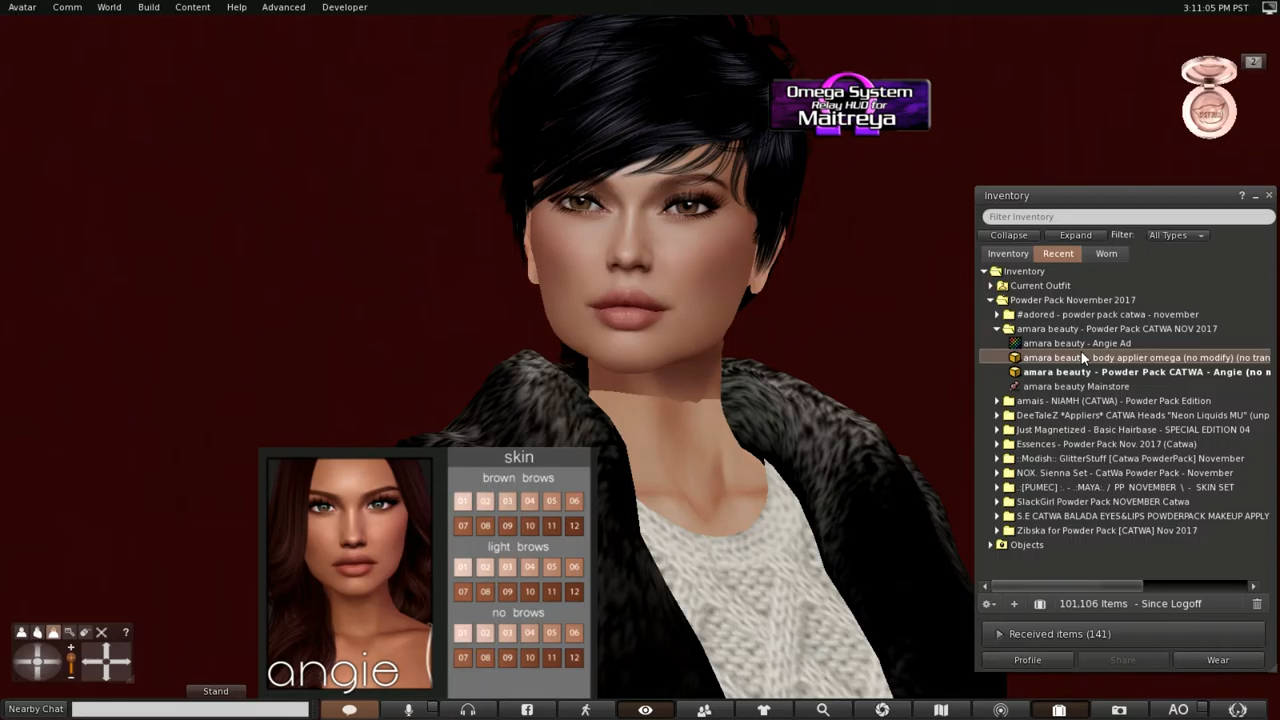 Avatar Comm World Build Content Help Advanced Developer
3:11:05 PM PST
2
Omega System
Relay HUD for
Maitreya
CATWA
Inventory
?
Filter Inventory
Collapse Expand Filter: All Types
Inventory Recent Worn
Inventory
Current Outfit
Powder Pack November 2017
#adored - powder pack catwa - november
amara beauty - Powder Pack CATWA NOV 2017
amara beauty - Angie Ad
amara beauty - body applier omega (no modify) (no tran
amara beauty - Powder Pack CATWA - Angie (no n
amara beauty Mainstore
amais - NIAMH (CATWA) - Powder Pack Edition
DeeTaleZ *Appliers* CATWA Heads "Neon Liquids MU" (unp
Just Magnetized - Basic Hairbase - SPECIAL EDITION 04
Essences - Powder Pack Nov. 2017 (Catwa)
::Modish:: GlitterStuff [Catwa PowderPack] November
NOX. Sienna Set - CatWa Powder Pack - November
::[PUMEC] :. - .:MAYA:. / PP NOVEMBER \ - SKIN SET
SlackGirl Powder Pack NOVEMBER Catwa
S.E CATWA BALADA EYES&LIPS POWDERPACK MAKEUP APPLY
Zibska for Powder Pack [CATWA] Nov 2017
Objects
101,106 Items - Since Logoff
Received items (141)
Profile Share Wear
skin
brown brows
01 02 03 04 05 06
07 08 09 10 11 12
light brows
01 02 03 04 05 06
07 08 09 10 11 12
no brows
01 02 03 04 05 06
07 08 09 10 11 12
angie
?
Stand
Nearby Chat
AO